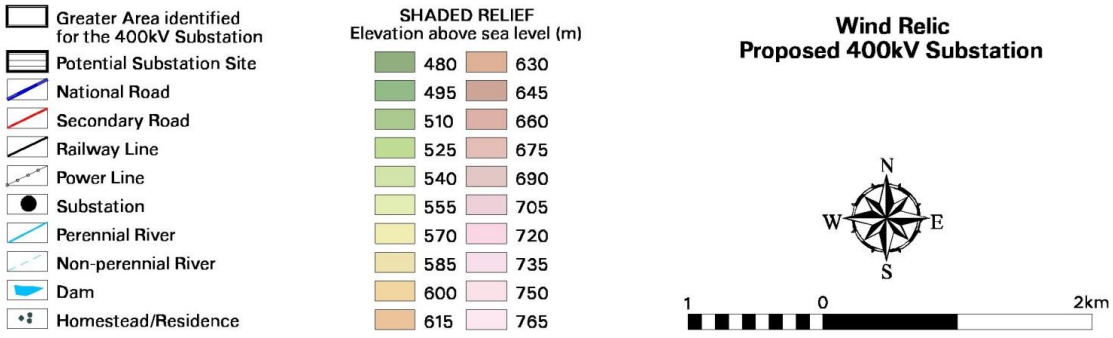 Greater Area identified
for the 400kV Substation
Potential Substation Site
National Road
Secondary Road
Railway Line
Power Line
Substation
Perennial River
Non-perennial River
Dam
Homestead/Residence
SHADED RELIEF
Elevation above sea level (m)
480 630
495 645
510 660
525 675
540 690
555 705
570 720
585 735
600 750
615 765
Wind Relic
Proposed 400kV Substation
N
W E
S
1 0 2km